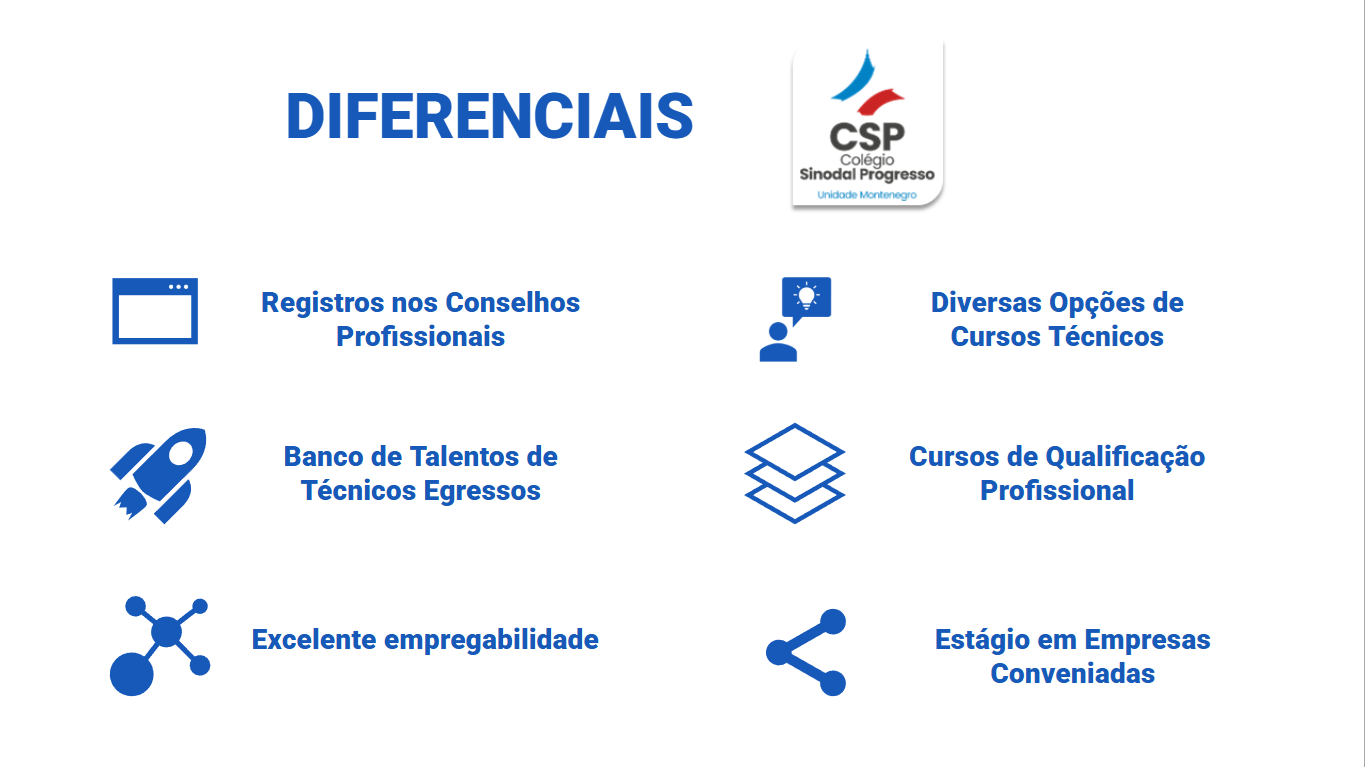 DIFERENCIAIS
CSP
Colégio
Sinodal Progresso
Unidade Montenegro
Registros nos Conselhos
Profissionais
Diversas Opções de
Cursos Técnicos
Banco de Talentos de
Técnicos Egressos
Cursos de Qualificação
Profissional
Excelente empregabilidade
Estágio em Empresas
Conveniadas